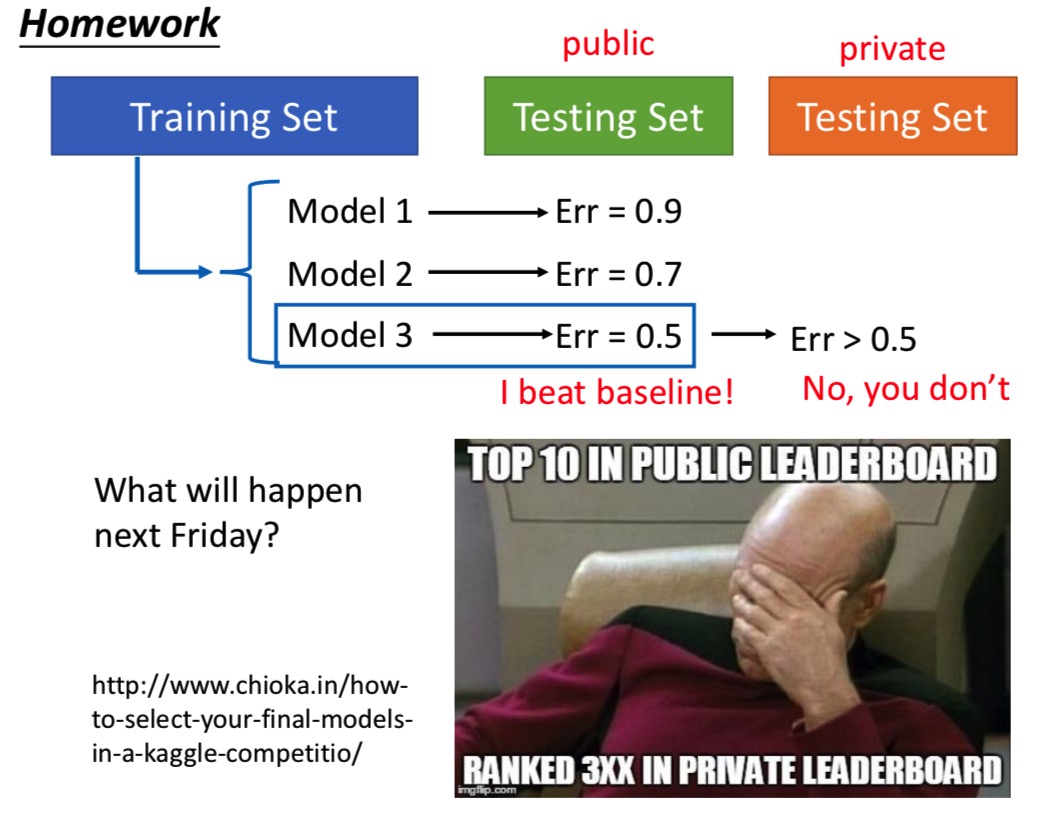 Homework
public
private
Training Set
Testing Set
Testing Set
Model 1
Err = 0.9
Model 2
Err = 0.7
Model 3
Err = 0.5
Err > 0.5
I beat baseline!
No, you don't
What will happen
next Friday?
TOP 10 IN PUBLIC LEADERBOARD
http://www.chioka.in/how-
to-select-your-final-models-
in-a-kaggle-competitio/
RANKED 3XX IN PRIVATE LEADERBOARD
imgflip.com